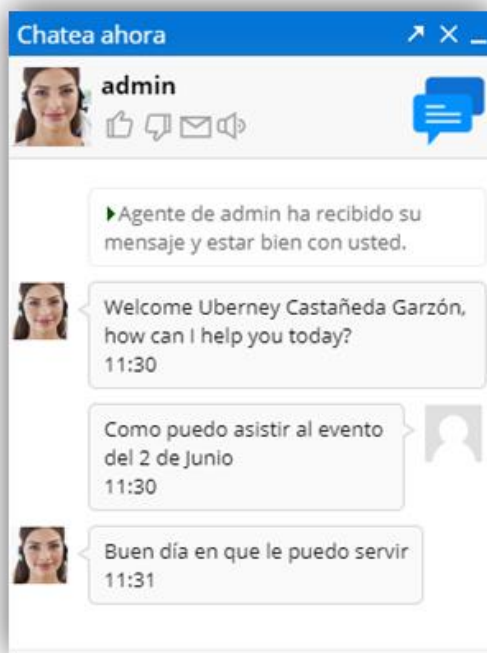 Chatea ahora
admin
Agente de admin ha recibido su
mensaje y estar bien con usted.
Welcome Uberney Castañeda Garzón,
how can I help you today?
11:30
Como puedo asistir al evento
del 2 de Junio
11:30
Buen día en que le puedo servir
11:31